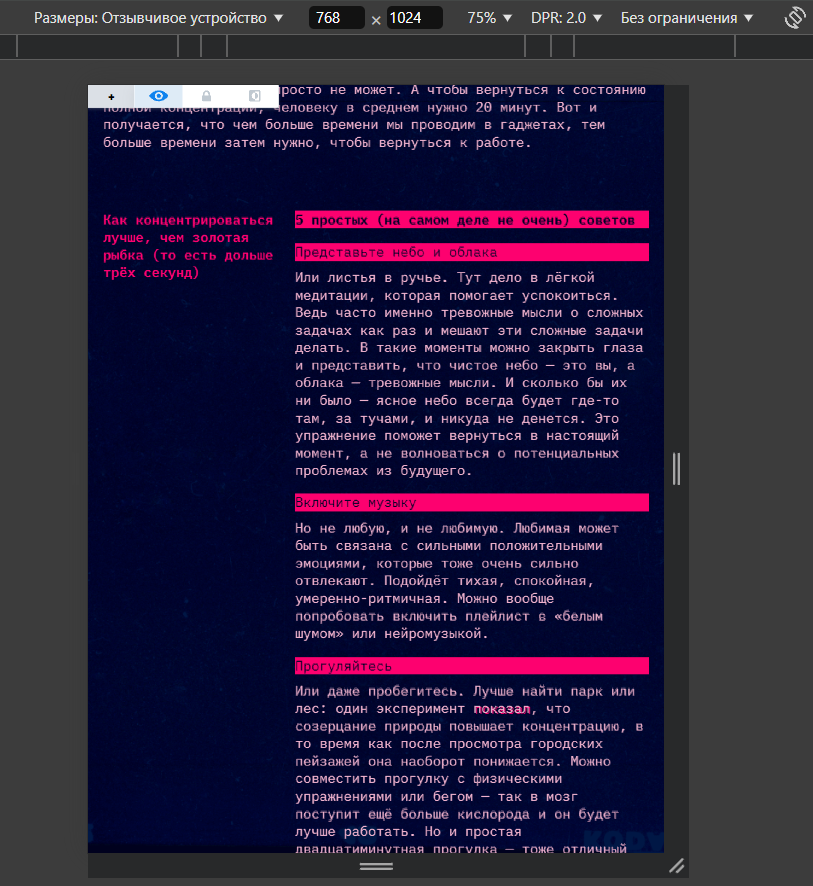 Размеры: Отзывчивое устройство ▼ 768 × 1024 75% ▼ DPR: 2.0 ▼ Без ограничения ▼
просто не может. А чтобы вернуться к состоянию
полной концентрации, человеку в среднем нужно 20 минут. Вот и
получается, что чем больше времени мы проводим в гаджетах, тем
больше времени затем нужно, чтобы вернуться к работе.
Как концентрироваться
лучше, чем золотая
рыбка (то есть дольше
трёх секунд)
5 простых (на самом деле не очень) советов
Представьте небо и облака
Или листья в ручье. Тут дело в лёгкой
медитации, которая помогает успокоиться.
Ведь часто именно тревожные мысли о сложных
задачах как раз и мешают эти сложные задачи
делать. В такие моменты можно закрыть глаза
и представить, что чистое небо — это вы, а
облака — тревожные мысли. И сколько бы их
ни было — ясное небо всегда будет где-то
там, за тучами, и никуда не денется. Это
упражнение поможет вернуться в настоящий
момент, а не волноваться о потенциальных
проблемах из будущего.
Включите музыку
Но не любую, и не любимую. Любимая может
быть связана с сильными положительными
эмоциями, которые тоже очень сильно
отвлекают. Подойдёт тихая, спокойная,
умеренно-ритмичная. Можно вообще
попробовать включить плейлист в «белым
шумом» или нейромузыкой.
Прогуляйтесь
Или даже пробегитесь. Лучше найти парк или
лес: один эксперимент показал, что
созерцание природы повышает концентрацию, в
то время как после просмотра городских
пейзажей она наоборот понижается. Можно
совместить прогулку с физическими
упражнениями или бегом — так в мозг
поступит ещё больше кислорода и он будет
лучше работать. Но и простая
двадцатиминутная прогулка — тоже отличный